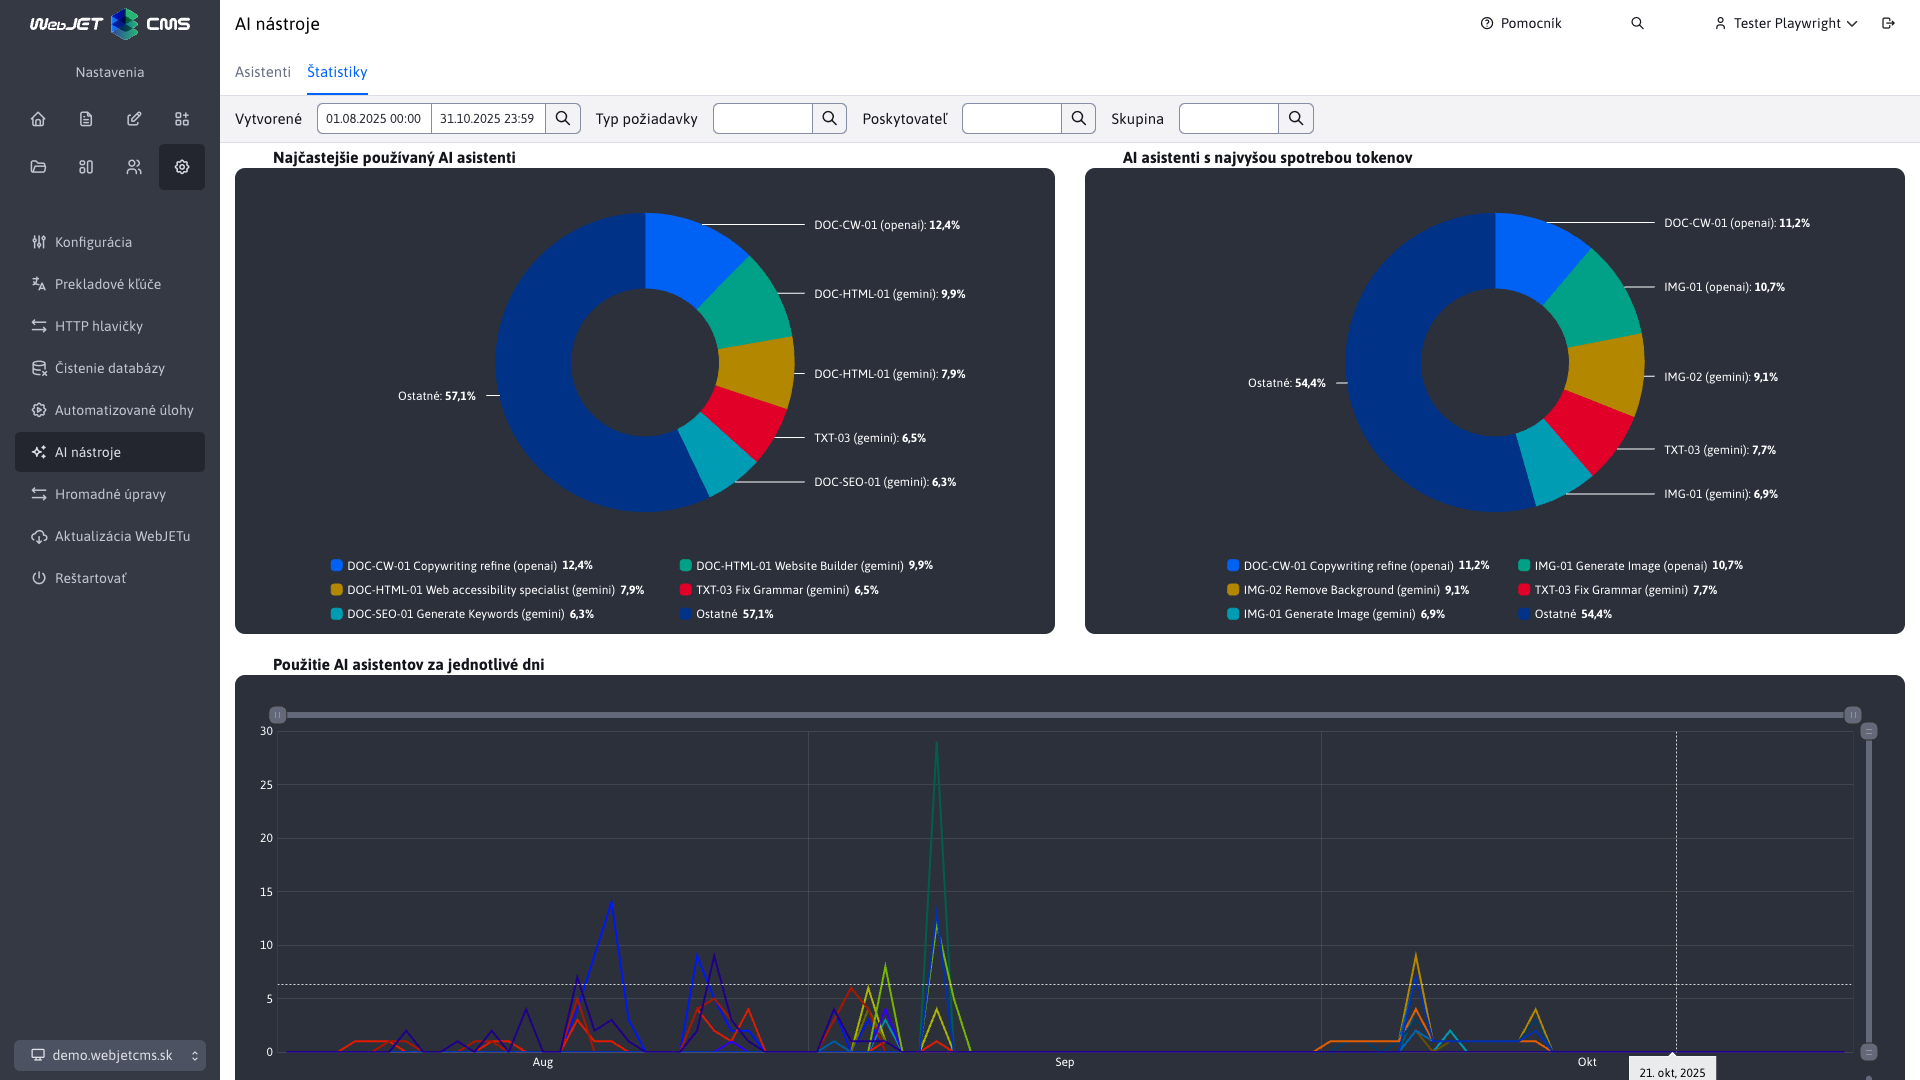 WebJET CMS
Nastavenia
Konfigurácia
Prekladové kľúče
HTTP hlavičky
Čistenie databázy
Automatizované úlohy
AI nástroje
Hromadné úpravy
Aktualizácia WebJETu
Reštartovať
demo.webjetcms.sk
AI nástroje
Pomocník
Tester Playwright
Asistenti
Štatistiky
Vytvorené
01.08.2025 00:00
31.10.2025 23:59
Typ požiadavky
Poskytovateľ
Skupina
Najčastejšie používaný AI asistenti
DOC-CW-01 (openai): 12,4%
DOC-HTML-01 (gemini): 9,9%
DOC-HTML-01 (gemini): 7,9%
TXT-03 (gemini): 6,5%
DOC-SEO-01 (gemini): 6,3%
Ostatné: 57,1%
DOC-CW-01 Copywriting refine (openai) 12,4%
DOC-HTML-01 Website Builder (gemini) 9,9%
DOC-HTML-01 Web accessibility specialist (gemini) 7,9%
TXT-03 Fix Grammar (gemini) 6,5%
DOC-SEO-01 Generate Keywords (gemini) 6,3%
Ostatné 57,1%
AI asistenti s najvyšou spotrebou tokenov
DOC-CW-01 (openai): 11,2%
IMG-01 (openai): 10,7%
IMG-02 (gemini): 9,1%
TXT-03 (gemini): 7,7%
IMG-01 (gemini): 6,9%
Ostatné: 54,4%
DOC-CW-01 Copywriting refine (openai) 11,2%
IMG-01 Generate Image (openai) 10,7%
IMG-02 Remove Background (gemini) 9,1%
TXT-03 Fix Grammar (gemini) 7,7%
IMG-01 Generate Image (gemini) 6,9%
Ostatné 54,4%
Použitie AI asistentov za jednotlivé dni
30
25
20
15
10
5
0
Aug
Sep
Okt
21. okt, 2025